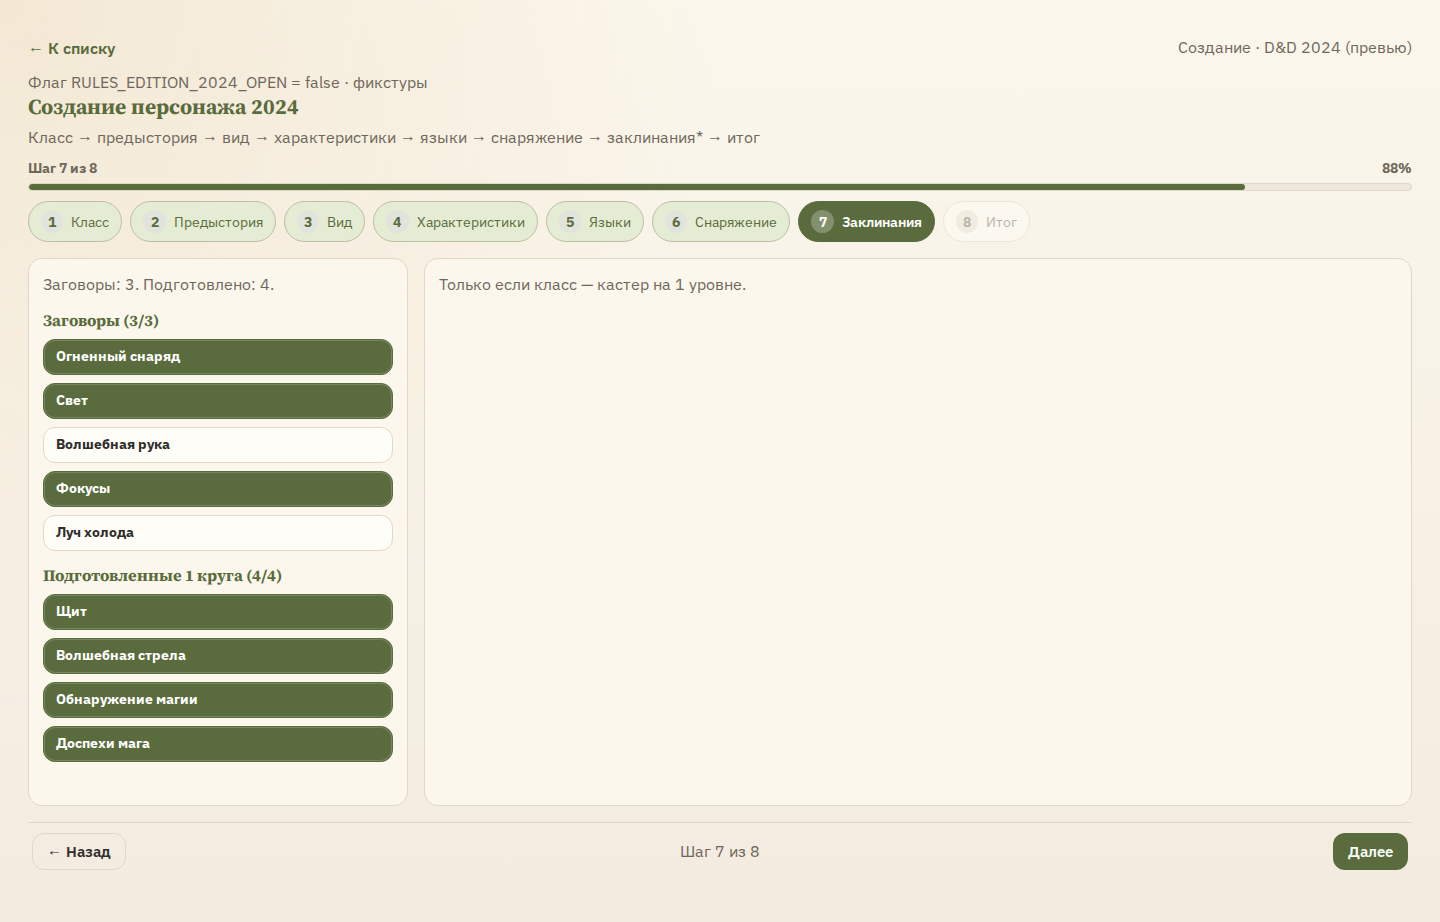 ← К списку
Создание · D&D 2024 (превью)
Флаг RULES_EDITION_2024_OPEN = false · фикстуры
Создание персонажа 2024
Класс → предыстория → вид → характеристики → языки → снаряжение → заклинания* → итог
Шаг 7 из 8
88%
1 Класс
2 Предыстория
3 Вид
4 Характеристики
5 Языки
6 Снаряжение
7 Заклинания
8 Итог
Заговоры: 3. Подготовлено: 4.
Заговоры (3/3)
Огненный снаряд
Свет
Волшебная рука
Фокусы
Луч холода
Подготовленные 1 круга (4/4)
Щит
Волшебная стрела
Обнаружение магии
Доспехи мага
Только если класс — кастер на 1 уровне.
← Назад
Шаг 7 из 8
Далее